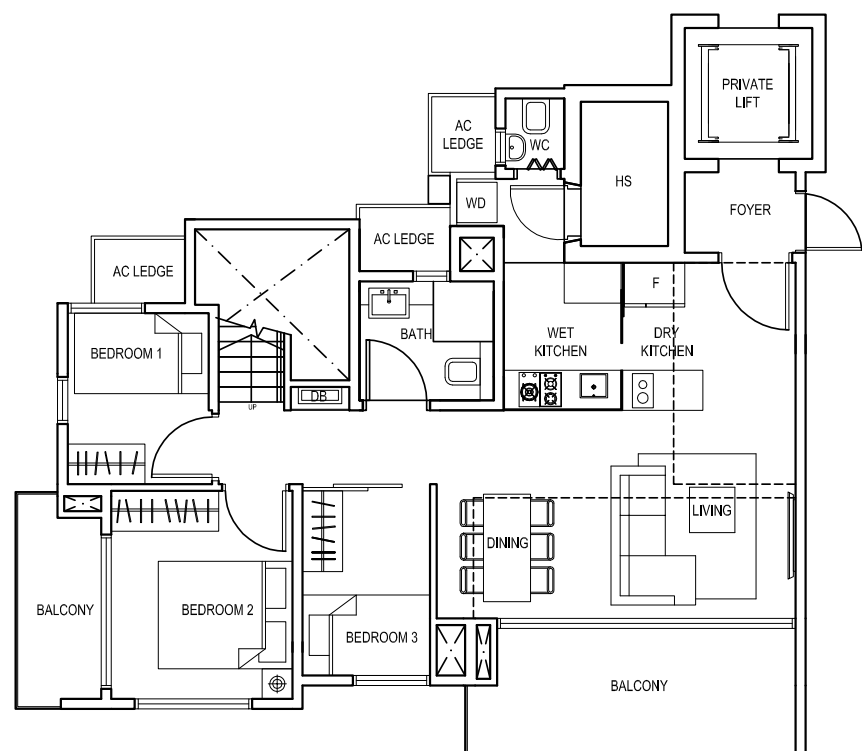 PRIVATE
LIFT
AC
LEDGE
WC
HS
WD
FOYER
AC LEDGE
AC LEDGE
F
BATH
WET
KITCHEN
DRY
KITCHEN
BEDROOM 1
DB
UP
LIVING
DINING
BALCONY
BEDROOM 2
BEDROOM 3
BALCONY